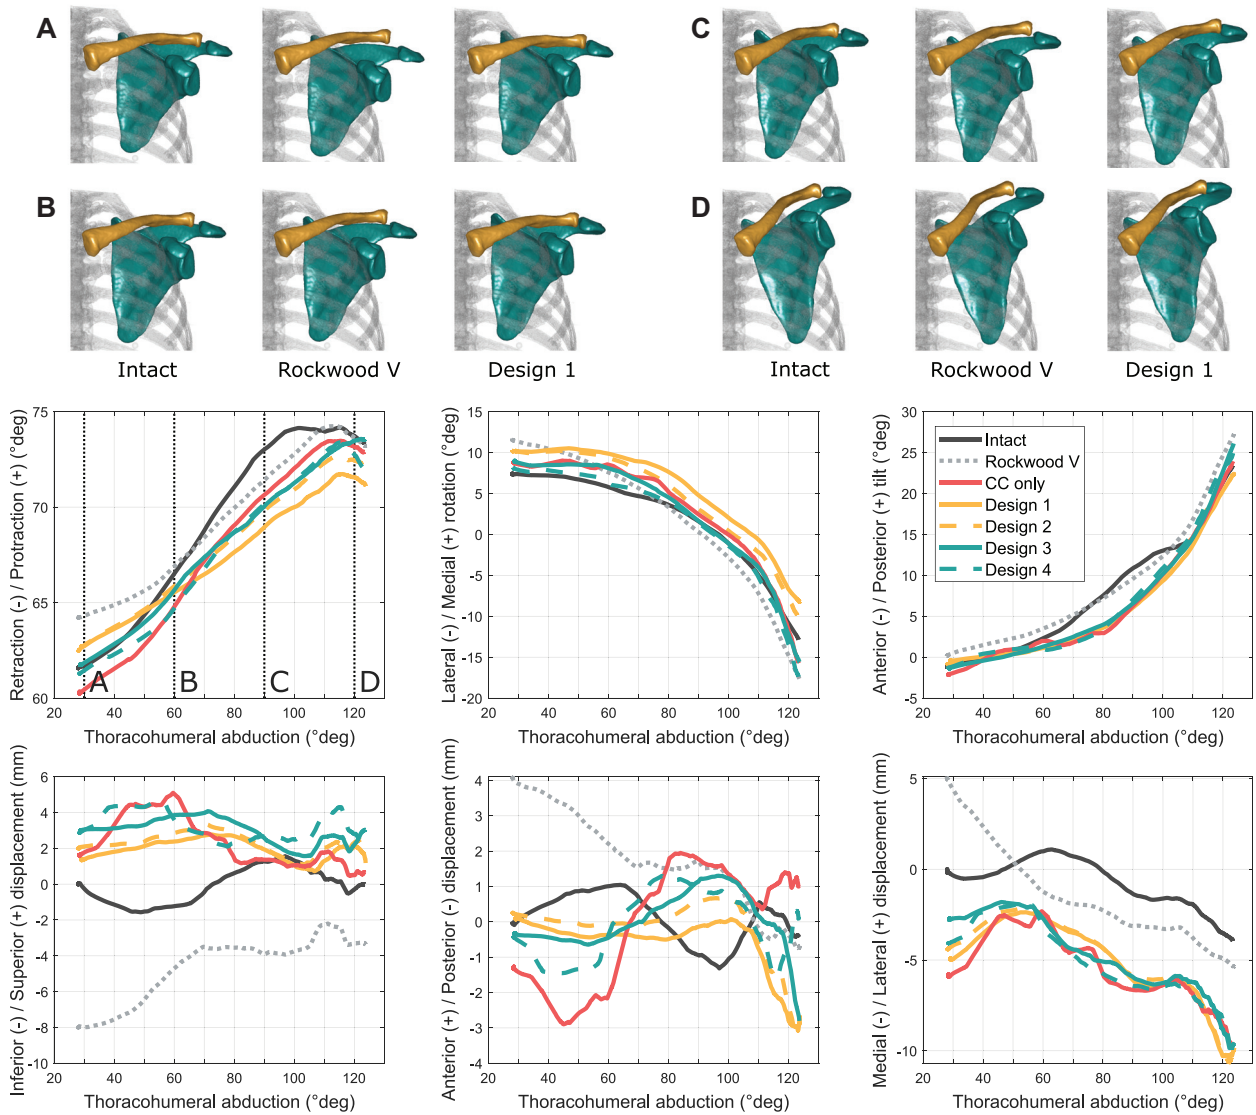 A
C
B
D
Intact
Rockwood V
Design 1
Intact
Rockwood V
Design 1
Retraction (-) / Protraction (+) (°deg)
75
70
65
60
A
B
C
D
20
40
60
80
100
120
Thoracohumeral abduction (°deg)
Lateral (-) / Medial (+) rotation (°deg)
15
10
5
0
-5
-10
-15
-20
20
40
60
80
100
120
Thoracohumeral abduction (°deg)
Anterior (-) / Posterior (+) tilt (°deg)
30
25
20
15
10
5
0
-5
Intact
Rockwood V
CC only
Design 1
Design 2
Design 3
Design 4
20
40
60
80
100
120
Thoracohumeral abduction (°deg)
Inferior (-) / Superior (+) displacement (mm)
6
4
2
0
-2
-4
-6
-8
-10
20
40
60
80
100
120
Thoracohumeral abduction (°deg)
Anterior (+) / Posterior (-) displacement (mm)
4
3
2
1
0
-1
-2
-3
-4
20
40
60
80
100
120
Thoracohumeral abduction (°deg)
Medial (-) / Lateral (+) displacement (mm)
5
0
-5
-10
20
40
60
80
100
120
Thoracohumeral abduction (°deg)